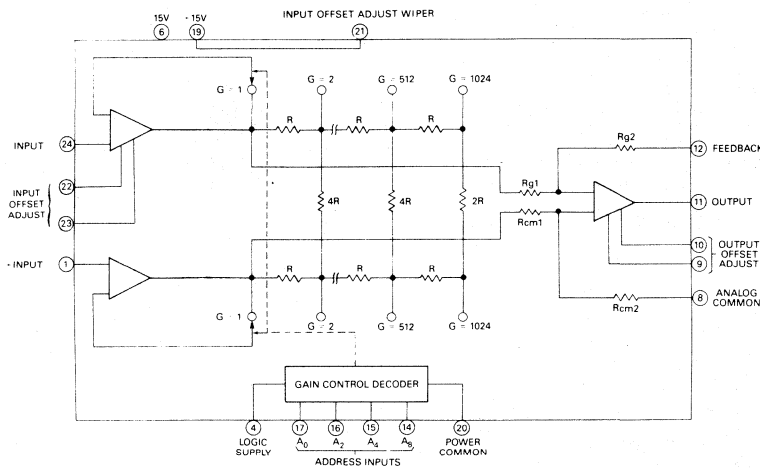 INPUT OFFSET ADJUST WIPER
15V - 15V
6 19 21
G = 1 G = 2 G = 512 G = 1024
R R R
Rg2
12 FEEDBACK
INPUT 24
Rg1
22
INPUT OFFSET ADJUST
23
4R 4R 2R
11 OUTPUT
Rcm1
10 OUTPUT
OFFSET
9 ADJUST
- INPUT 1
R R R
8 ANALOG COMMON
Rcm2
G = 1 G = 2 G = 512 G = 1024
GAIN CONTROL DECODER
4 17 16 15 14 20
LOGIC SUPPLY A0 A2 A4 A8 POWER COMMON
ADDRESS INPUTS